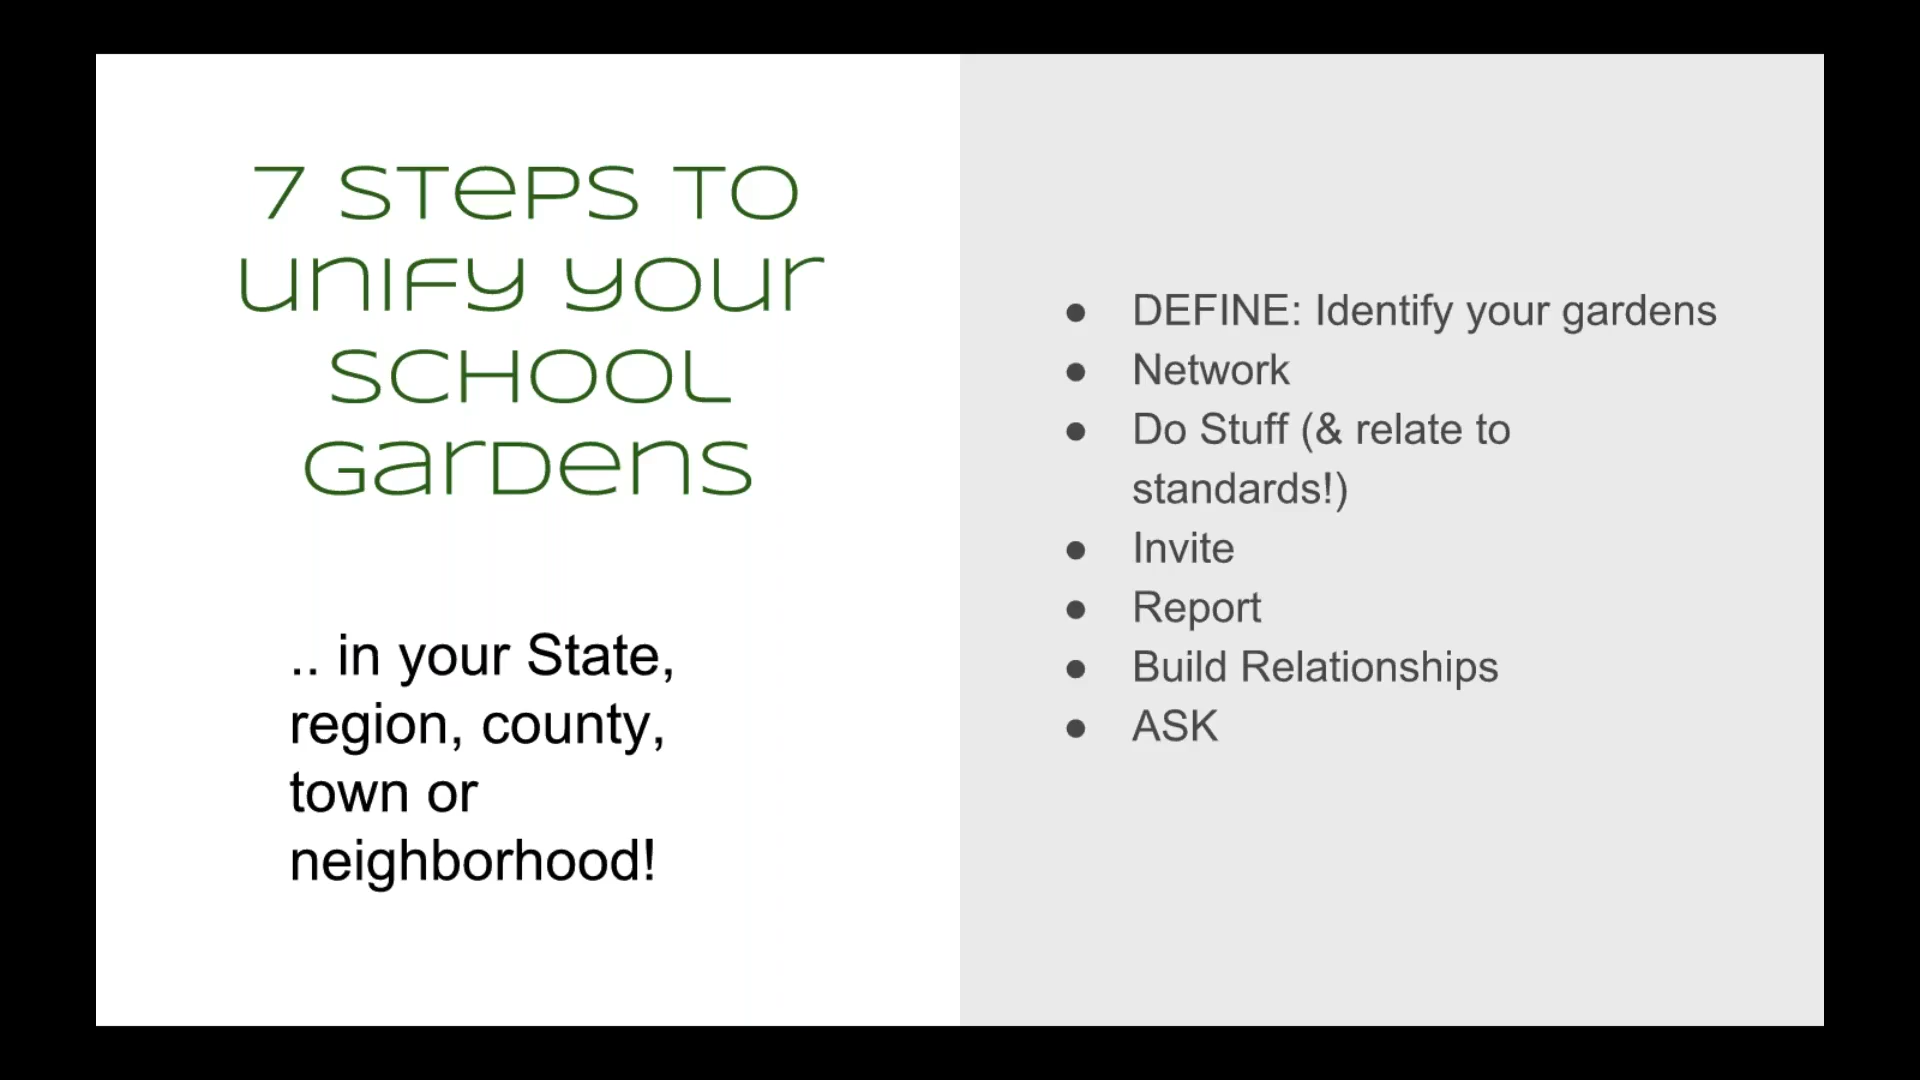 7 STEPS TO
UNIFY YOUR
SCHOOL
GARDENS
.. in your State,
region, county,
town or
neighborhood!
● DEFINE: Identify your gardens
● Network
● Do Stuff (& relate to
standards!)
● Invite
● Report
● Build Relationships
● ASK